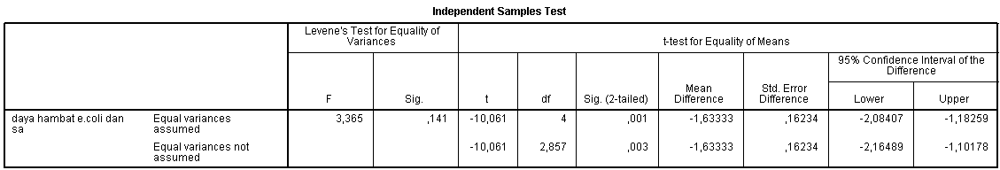 Independent Samples Test
Levene's Test for Equality of
Variances
t-test for Equality of Means
95% Confidence Interval of the
Difference
F
Sig.
t
df
Sig. (2-tailed)
Mean
Difference
Std. Error
Difference
Lower
Upper
daya hambat e.coli dan
sa
Equal variances
assumed
3,365
,141
-10,061
4
,001
-1,63333
,16234
-2,08407
-1,18259
Equal variances not
assumed
-10,061
2,857
,003
-1,63333
,16234
-2,16489
-1,10178